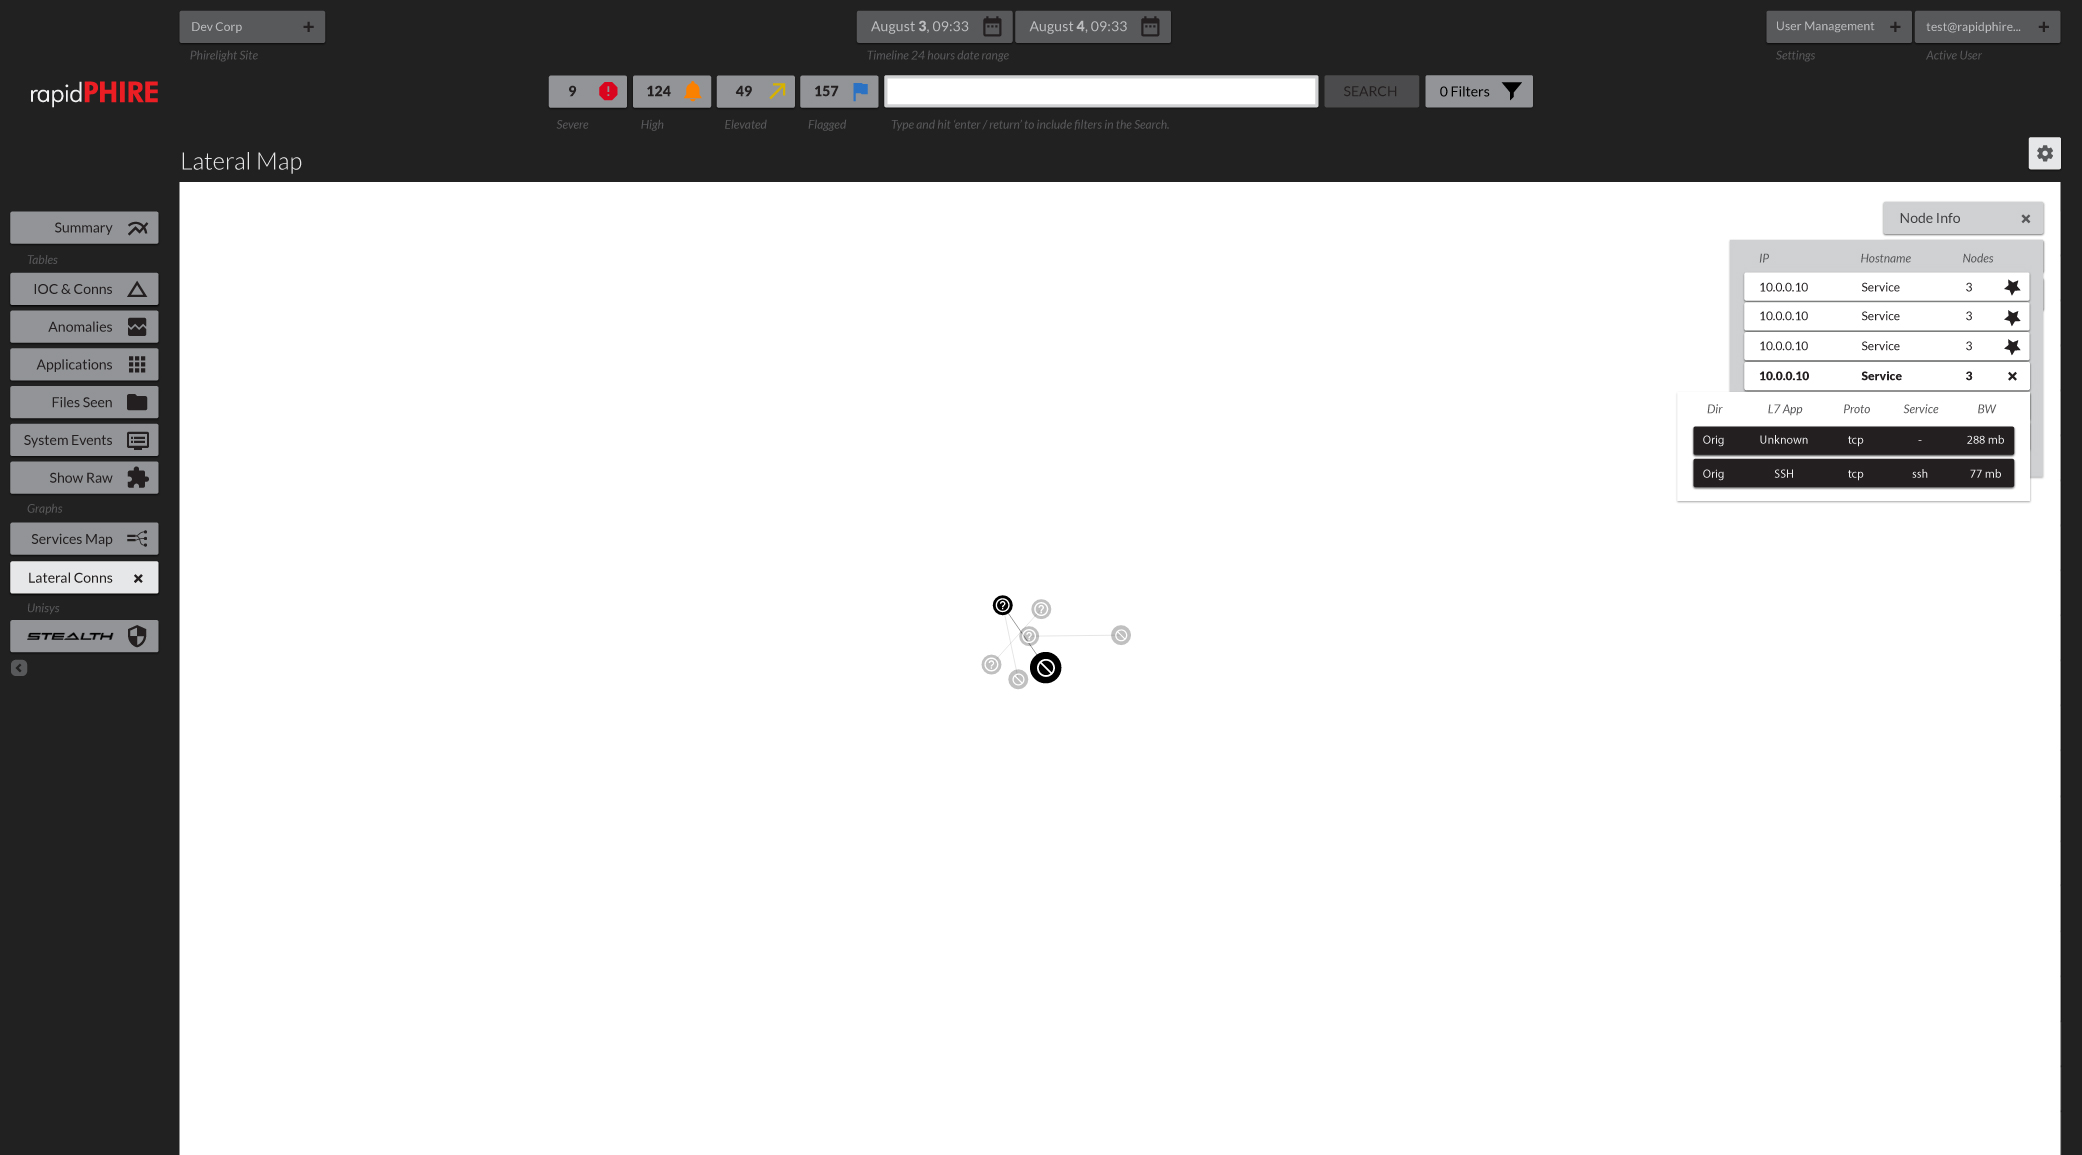 Dev Corp +
Phirelight Site
August 3, 09:33
August 4, 09:33
Timeline 24 hours date range
User Management +
Settings
test@rapidphire... +
Active User
rapidPHIRE
9
Severe
124
High
49
Elevated
157
Flagged
Type and hit 'enter / return' to include filters in the Search.
SEARCH
0 Filters
Lateral Map
Summary
Tables
IOC & Conns
Anomalies
Applications
Files Seen
System Events
Show Raw
Graphs
Services Map
Lateral Conns
Unisys
STEALTH
Node Info
IP Hostname Nodes
10.0.0.10 Service 3
10.0.0.10 Service 3
10.0.0.10 Service 3
10.0.0.10 Service 3
Dir L7 App Proto Service BW
Orig Unknown tcp - 288 mb
Orig SSH tcp ssh 77 mb